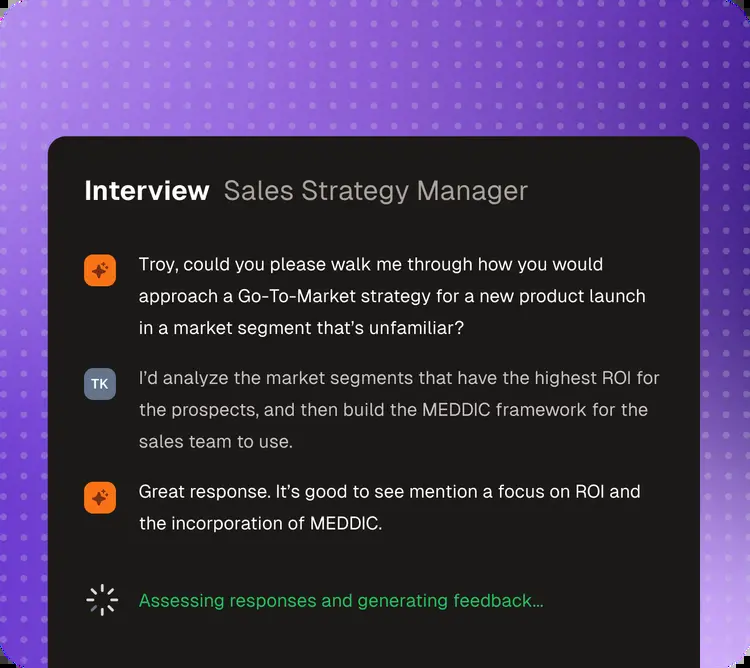 Interview Sales Strategy Manager
Troy, could you please walk me through how you would
approach a Go-To-Market strategy for a new product launch
in a market segment that’s unfamiliar?
TK
I’d analyze the market segments that have the highest ROI for
the prospects, and then build the MEDDIC framework for the
sales team to use.
Great response. It’s good to see mention a focus on ROI and
the incorporation of MEDDIC.
Assessing responses and generating feedback...